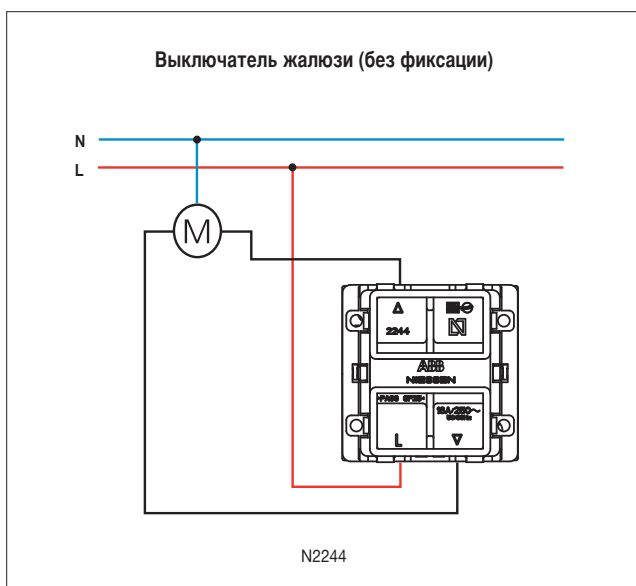 Выключатель жалюзи (без фиксации)
N
L
M
2244
ABB
NIESSEN
L
N2244